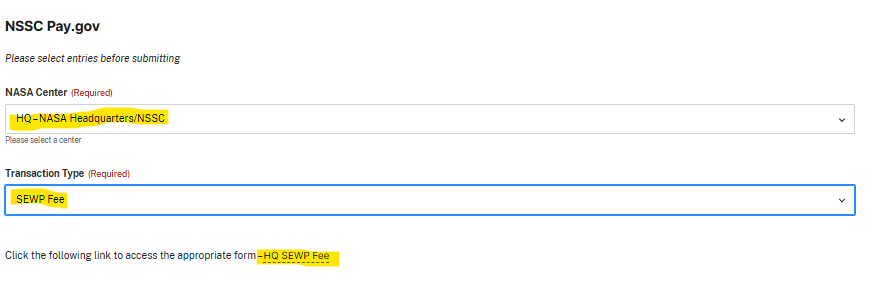 NSSC Pay.gov
Please select entries before submitting
NASA Center (Required)
HQ–NASA Headquarters/NSSC
Please select a center
Transaction Type (Required)
SEWP Fee
Click the following link to access the appropriate form –HQ SEWP Fee